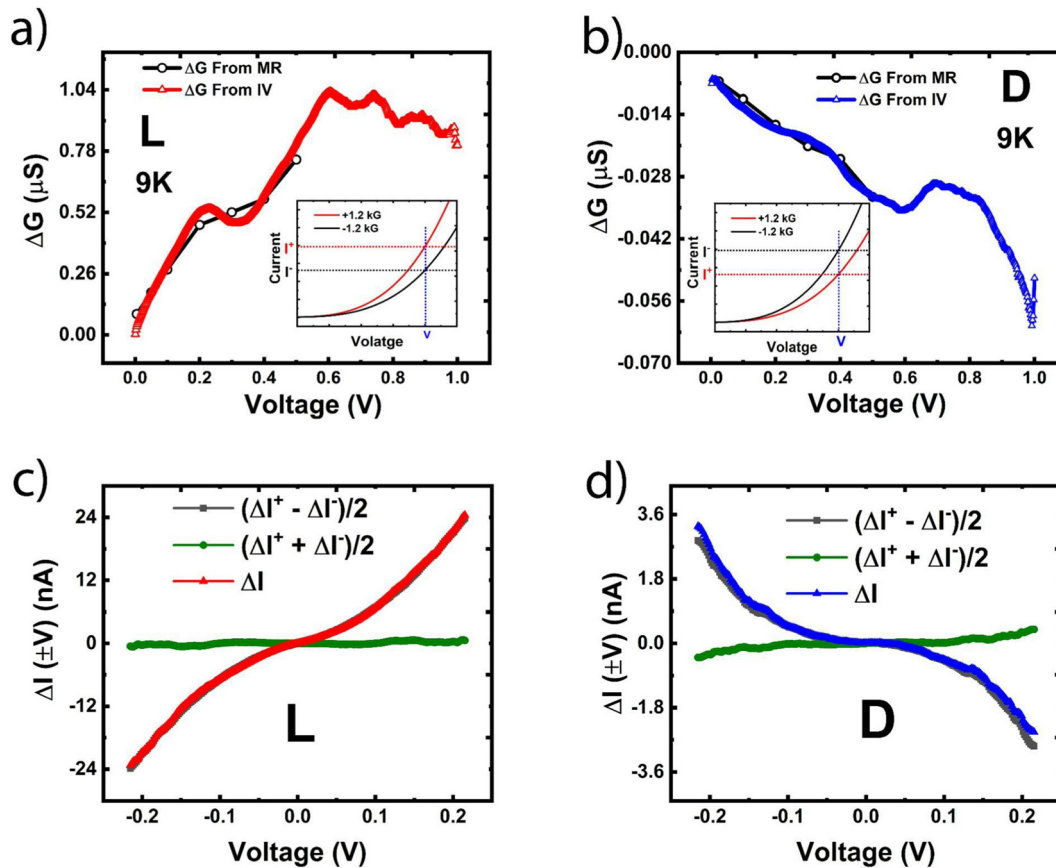 a)
ΔG From MR
ΔG From IV
L
9K
ΔG (μS)
1.04
0.78
0.52
0.26
0.00
0.0 0.2 0.4 0.6 0.8 1.0
Voltage (V)
+1.2 kG
-1.2 kG
Current
I⁺
I⁻
Volatge
V
b)
ΔG From MR
ΔG From IV
D
9K
ΔG (μS)
0.000
-0.014
-0.028
-0.042
-0.056
-0.070
0.0 0.2 0.4 0.6 0.8 1.0
Voltage (V)
+1.2 kG
-1.2 kG
Current
I⁻
I⁺
Volatge
V
c)
(ΔI⁺ - ΔI⁻)/2
(ΔI⁺ + ΔI⁻)/2
ΔI
L
ΔI (±V) (nA)
24
12
0
-12
-24
-0.2 -0.1 0.0 0.1 0.2
Voltage (V)
d)
(ΔI⁺ - ΔI⁻)/2
(ΔI⁺ + ΔI⁻)/2
ΔI
D
ΔI (±V) (nA)
3.6
1.8
0.0
-1.8
-3.6
-0.2 -0.1 0.0 0.1 0.2
Voltage (V)